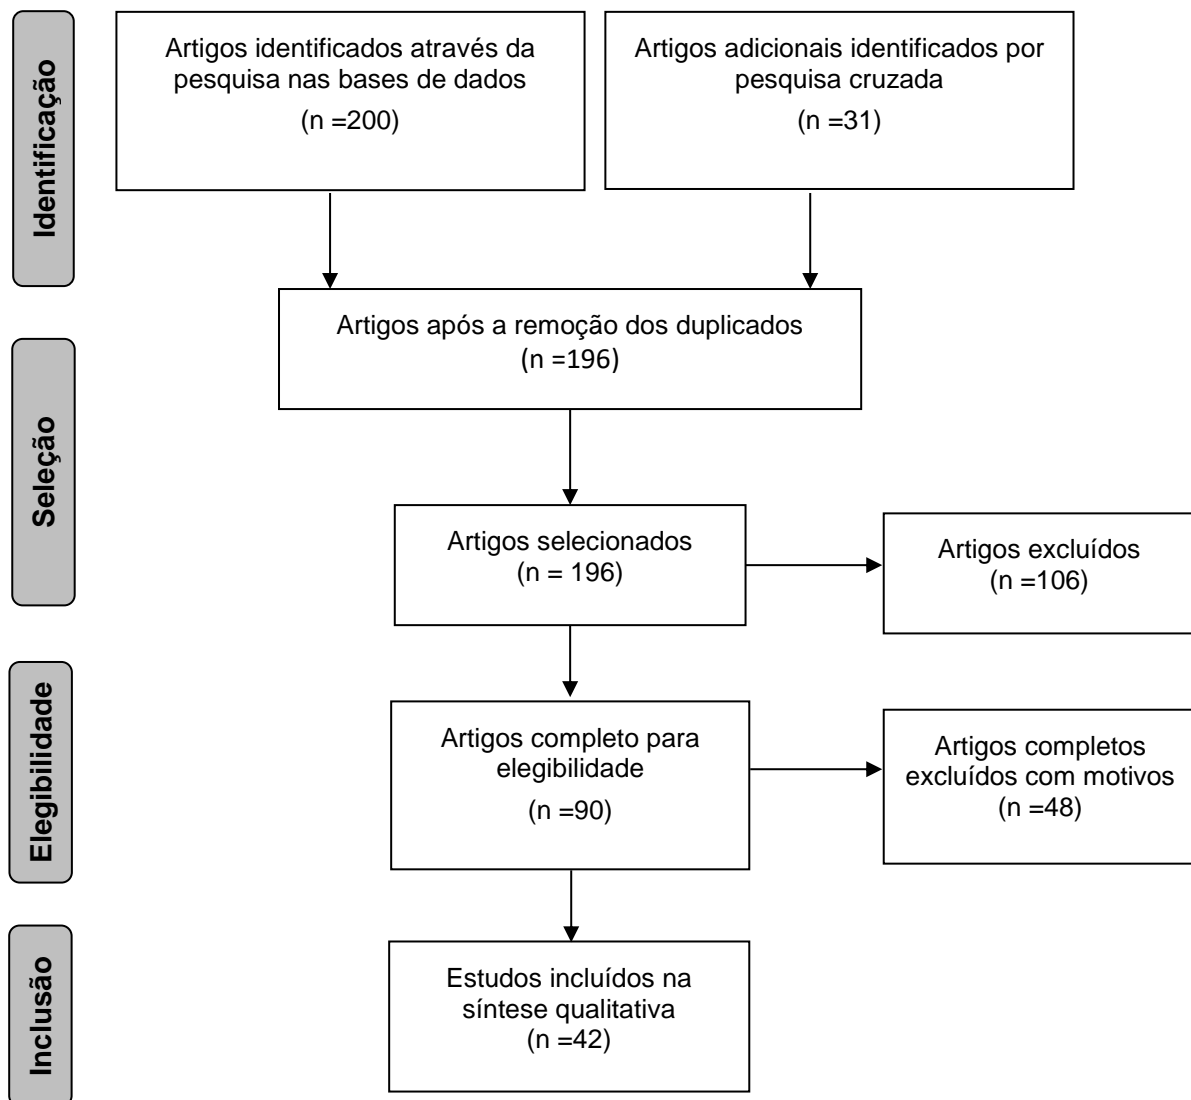 Identificação
Artigos identificados através da
pesquisa nas bases de dados
(n =200)
Artigos adicionais identificados por
pesquisa cruzada
(n =31)
Artigos após a remoção dos duplicados
(n =196)
Seleção
Artigos selecionados
(n = 196)
Artigos excluídos
(n =106)
Elegibilidade
Artigos completo para
elegibilidade
(n =90)
Artigos completos
excluídos com motivos
(n =48)
Inclusão
Estudos incluídos na
síntese qualitativa
(n =42)